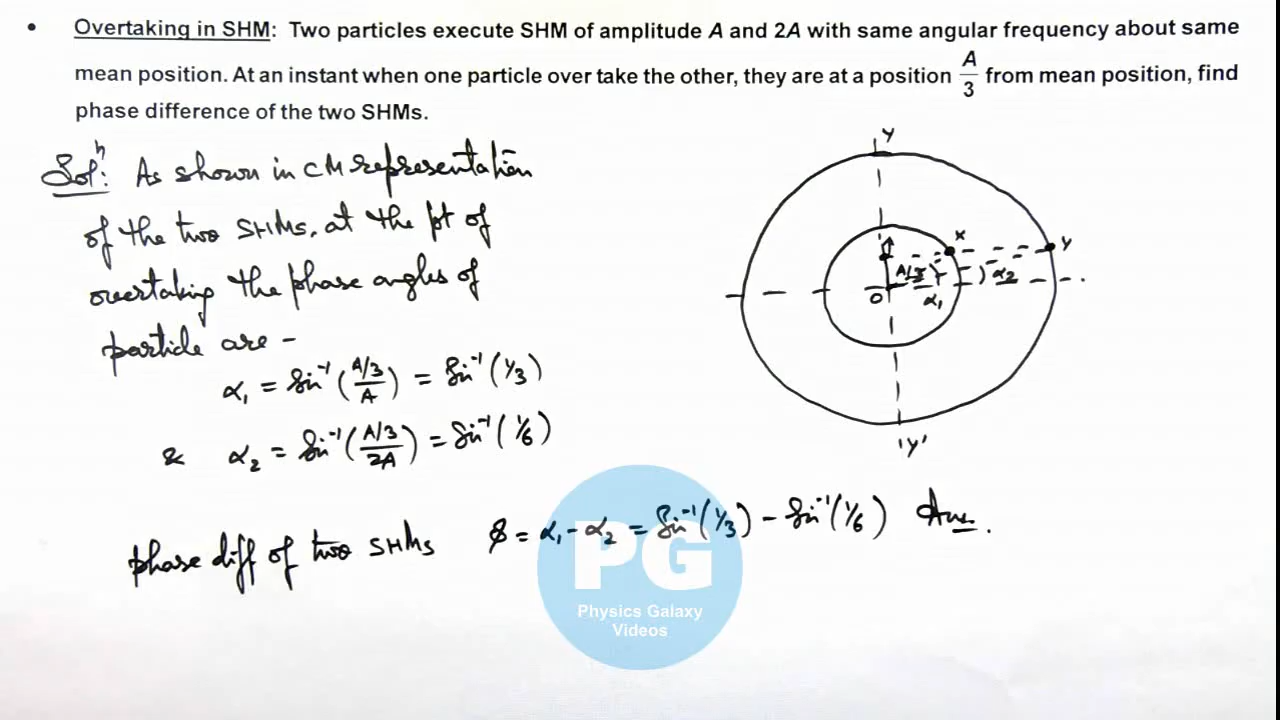 • Overtaking in SHM: Two particles execute SHM of amplitude A and 2A with same angular frequency about same
mean position. At an instant when one particle over take the other, they are at a position A/3 from mean position, find
phase difference of the two SHMs.
Solⁿ: As shown in CM representation
of the two SHMs, at the pt of
overtaking the phase angles of
particle are –
α₁ = Sin⁻¹(A/3 / A) = Sin⁻¹(1/3)
& α₂ = Sin⁻¹(A/3 / 2A) = Sin⁻¹(1/6)
phase diff of two SHMs φ = α₁ - α₂ = Sin⁻¹(1/3) - Sin⁻¹(1/6) Ans.
Y
X
Y
A/3
α₂
O
α₁
'Y'
PG
Physics Galaxy
Videos